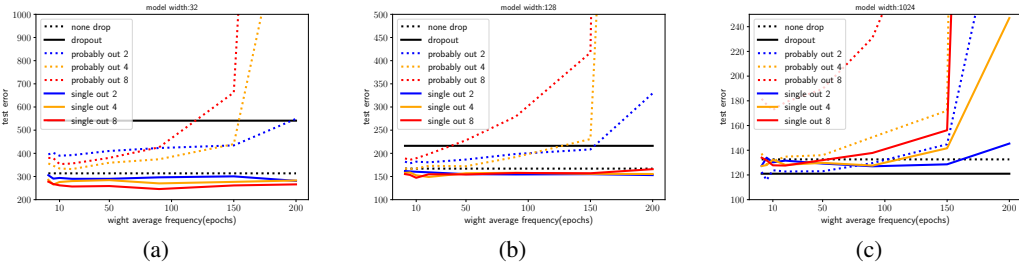 model width:32
1000
900
800
700
600
500
400
300
200
test error
none drop
dropout
probably out 2
probably out 4
probably out 8
single out 2
single out 4
single out 8
10 50 100 150 200
wight average frequency(epochs)
(a)
model width:128
500
450
400
350
300
250
200
150
100
test error
none drop
dropout
probably out 2
probably out 4
probably out 8
single out 2
single out 4
single out 8
10 50 100 150 200
wight average frequency(epochs)
(b)
model width:1024
240
220
200
180
160
140
120
100
test error
none drop
dropout
probably out 2
probably out 4
probably out 8
single out 2
single out 4
single out 8
10 50 100 150 200
wight average frequency(epochs)
(c)